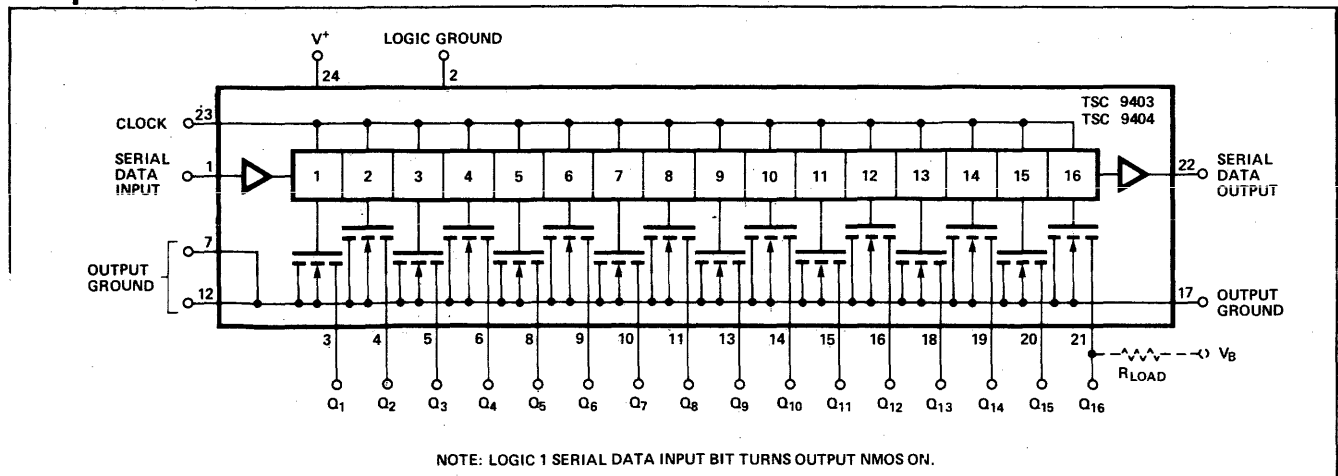 V+ LOGIC GROUND
24 2
TSC 9403
TSC 9404
CLOCK 23
SERIAL DATA INPUT 1
1 2 3 4 5 6 7 8 9 10 11 12 13 14 15 16
22 SERIAL DATA OUTPUT
OUTPUT GROUND 7
12
17 OUTPUT GROUND
3 4 5 6 8 9 10 11 13 14 15 16 18 19 20 21
RLOAD VB
Q1 Q2 Q3 Q4 Q5 Q6 Q7 Q8 Q9 Q10 Q11 Q12 Q13 Q14 Q15 Q16
NOTE: LOGIC 1 SERIAL DATA INPUT BIT TURNS OUTPUT NMOS ON.